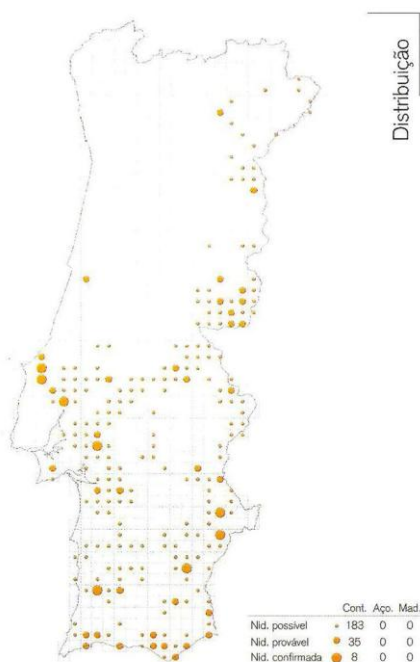 Distribuição
Cont. Aço. Mad.
Nid. possível 183 0 0
Nid. provável 35 0 0
Nid. confirmada 8 0 0